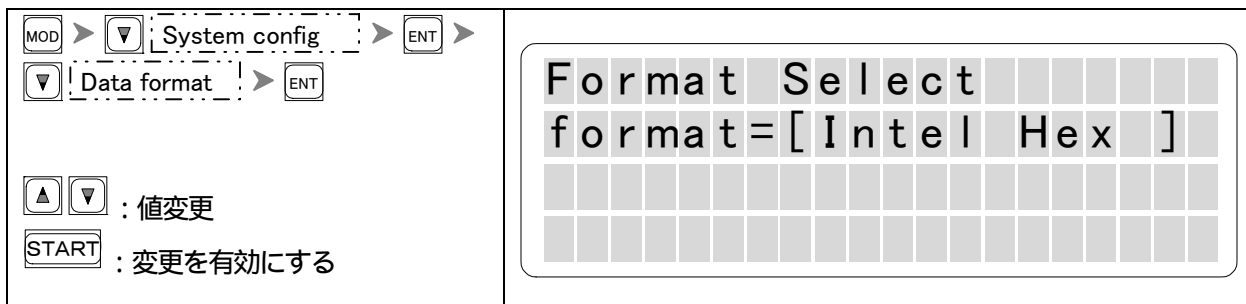 MOD ➤ ▼ System config ➤ ENT ➤
▼ Data format ➤ ENT
▲ ▼ : 値変更
START : 変更を有効にする
Format Select
format=[Intel Hex ]